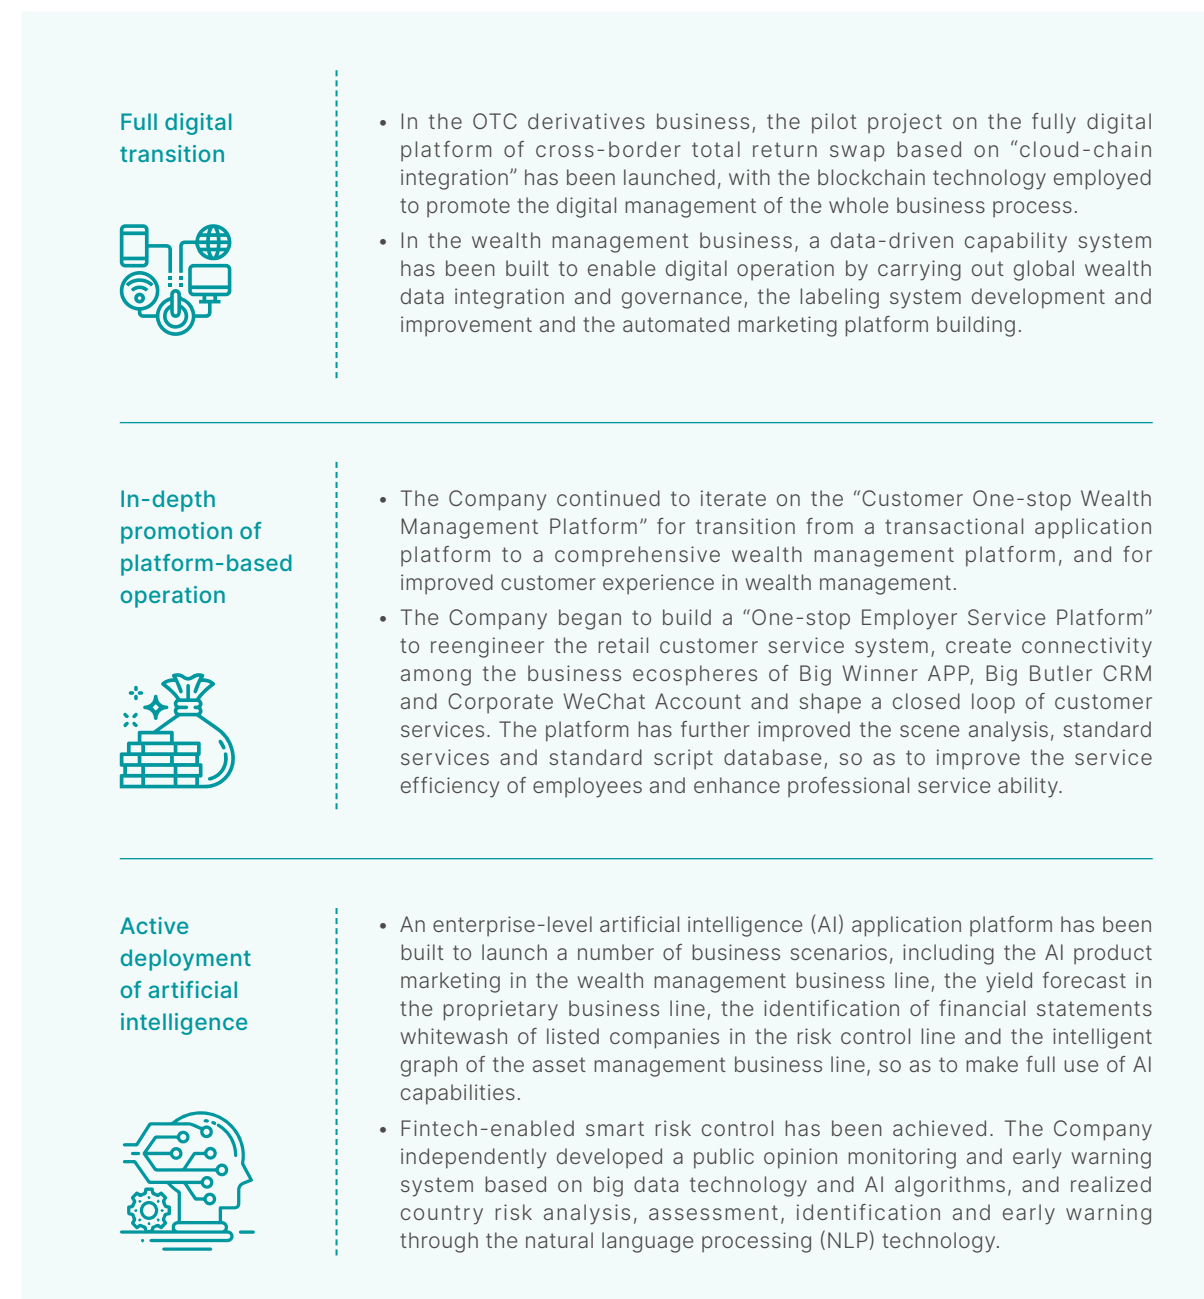 Full digital
transition
• In the OTC derivatives business, the pilot project on the fully digital
platform of cross-border total return swap based on “cloud-chain
integration” has been launched, with the blockchain technology employed
to promote the digital management of the whole business process.
• In the wealth management business, a data-driven capability system
has been built to enable digital operation by carrying out global wealth
data integration and governance, the labeling system development and
improvement and the automated marketing platform building.
In-depth
promotion of
platform-based
operation
• The Company continued to iterate on the “Customer One-stop Wealth
Management Platform” for transition from a transactional application
platform to a comprehensive wealth management platform, and for
improved customer experience in wealth management.
• The Company began to build a “One-stop Employer Service Platform”
to reengineer the retail customer service system, create connectivity
among the business ecospheres of Big Winner APP, Big Butler CRM
and Corporate WeChat Account and shape a closed loop of customer
services. The platform has further improved the scene analysis, standard
services and standard script database, so as to improve the service
efficiency of employees and enhance professional service ability.
Active
deployment
of artificial
intelligence
• An enterprise-level artificial intelligence (AI) application platform has been
built to launch a number of business scenarios, including the AI product
marketing in the wealth management business line, the yield forecast in
the proprietary business line, the identification of financial statements
whitewash of listed companies in the risk control line and the intelligent
graph of the asset management business line, so as to make full use of AI
capabilities.
• Fintech-enabled smart risk control has been achieved. The Company
independently developed a public opinion monitoring and early warning
system based on big data technology and AI algorithms, and realized
country risk analysis, assessment, identification and early warning
through the natural language processing (NLP) technology.